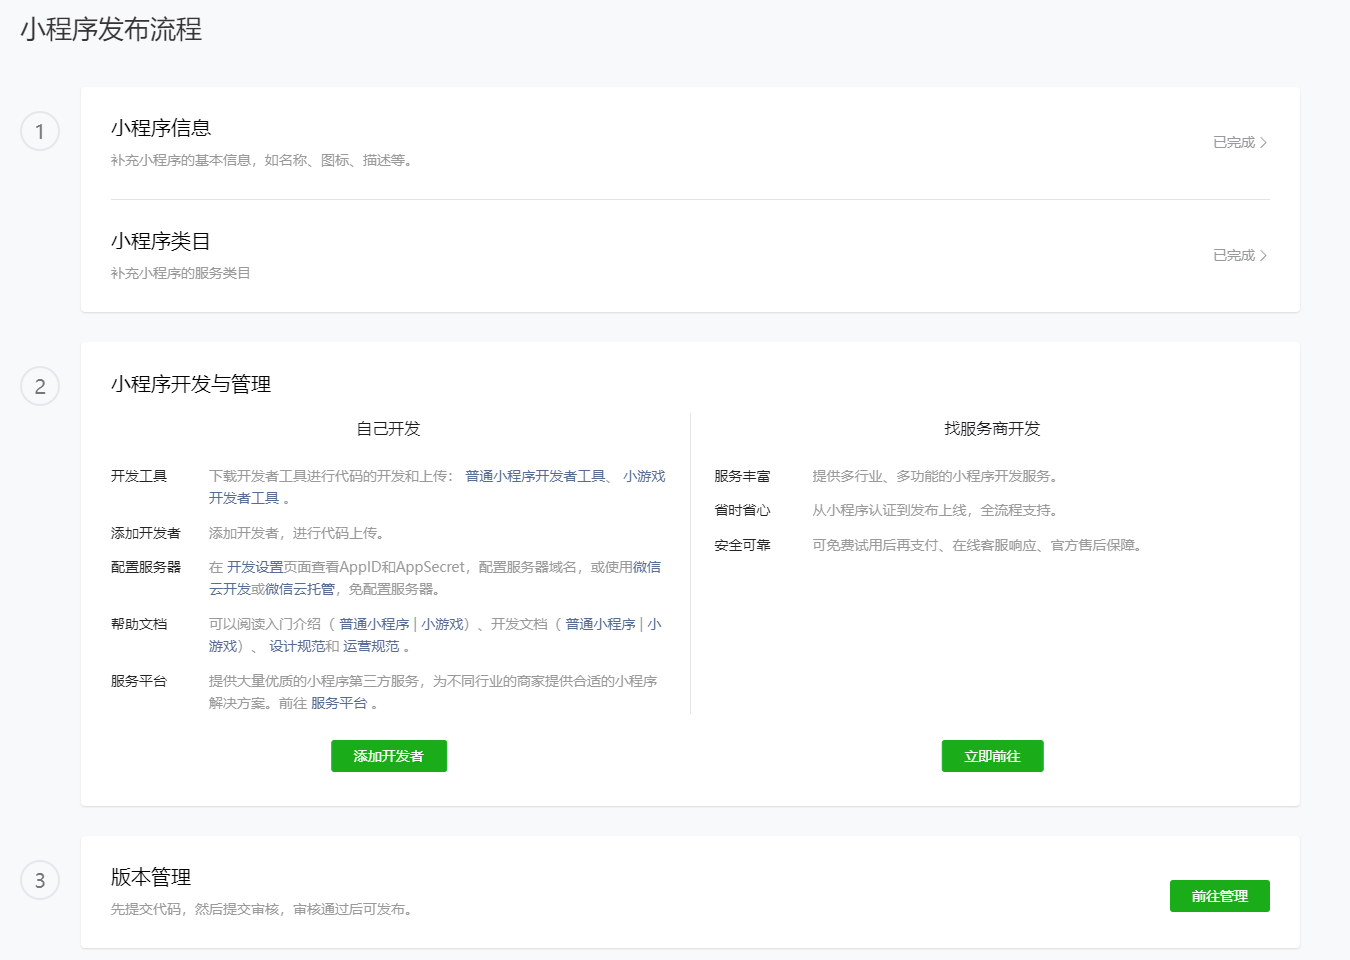 小程序发布流程
1
小程序信息
补充小程序的基本信息，如名称、图标、描述等。
已完成
小程序类目
补充小程序的服务类目
已完成
2
小程序开发与管理
自己开发
开发工具
下载开发者工具进行代码的开发和上传： 普通小程序开发者工具、 小游戏
开发者工具 。
添加开发者
添加开发者，进行代码上传。
配置服务器
在 开发设置页面查看AppID和AppSecret，配置服务器域名，或使用微信
云开发或微信云托管，免配置服务器。
帮助文档
可以阅读入门介绍（ 普通小程序 | 小游戏）、开发文档（ 普通小程序 | 小
游戏）、 设计规范和 运营规范 。
服务平台
提供大量优质的小程序第三方服务，为不同行业的商家提供合适的小程序
解决方案。前往 服务平台 。
添加开发者
找服务商开发
服务丰富
提供多行业、多功能的小程序开发服务。
省时省心
从小程序认证到发布上线，全流程支持。
安全可靠
可免费试用后再支付、在线客服响应、官方售后保障。
立即前往
3
版本管理
先提交代码，然后提交审核，审核通过后可发布。
前往管理